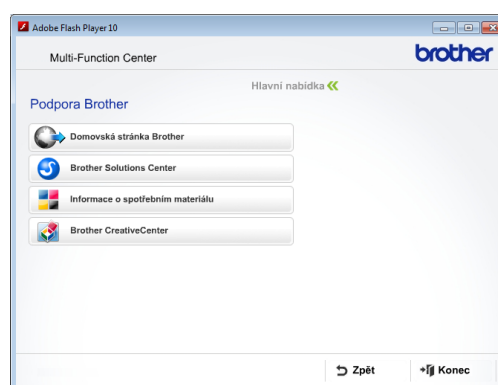 Adobe Flash Player 10
Multi-Function Center
brother
Hlavní nabídka
Podpora Brother
Domovská stránka Brother
Brother Solutions Center
Informace o spotřebním materiálu
Brother CreativeCenter
Zpět
Konec